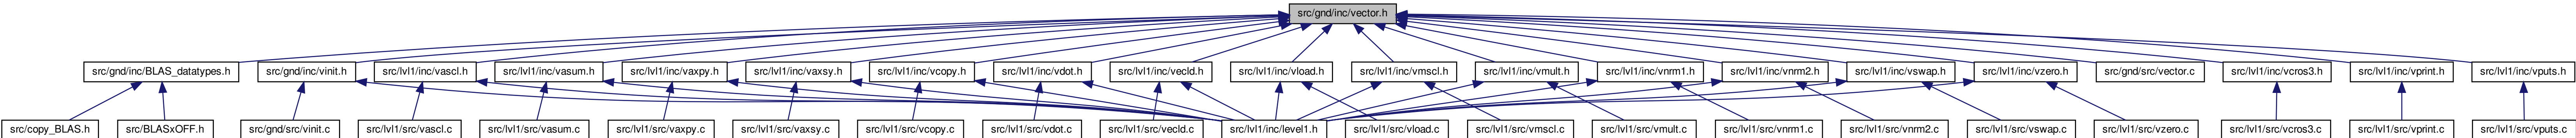 src/gnd/inc/vector.h
src/gnd/inc/BLAS_datatypes.h
src/gnd/inc/vinit.h
src/lvl1/inc/vascl.h
src/lvl1/inc/vasum.h
src/lvl1/inc/vaxpy.h
src/lvl1/inc/vaxsy.h
src/lvl1/inc/vcopy.h
src/lvl1/inc/vdot.h
src/lvl1/inc/vecld.h
src/lvl1/inc/vload.h
src/lvl1/inc/vmscl.h
src/lvl1/inc/vmult.h
src/lvl1/inc/vnrm1.h
src/lvl1/inc/vnrm2.h
src/lvl1/inc/vswap.h
src/lvl1/inc/vzero.h
src/gnd/src/vector.c
src/lvl1/inc/vcros3.h
src/lvl1/inc/vprint.h
src/lvl1/inc/vputs.h
src/copy_BLAS.h
src/BLASxOFF.h
src/gnd/src/vinit.c
src/lvl1/src/vascl.c
src/lvl1/src/vasum.c
src/lvl1/src/vaxpy.c
src/lvl1/src/vaxsy.c
src/lvl1/src/vcopy.c
src/lvl1/src/vdot.c
src/lvl1/src/vecld.c
src/lvl1/inc/level1.h
src/lvl1/src/vload.c
src/lvl1/src/vmscl.c
src/lvl1/src/vmult.c
src/lvl1/src/vnrm1.c
src/lvl1/src/vnrm2.c
src/lvl1/src/vswap.c
src/lvl1/src/vzero.c
src/lvl1/src/vcros3.c
src/lvl1/src/vprint.c
src/lvl1/src/vputs.c